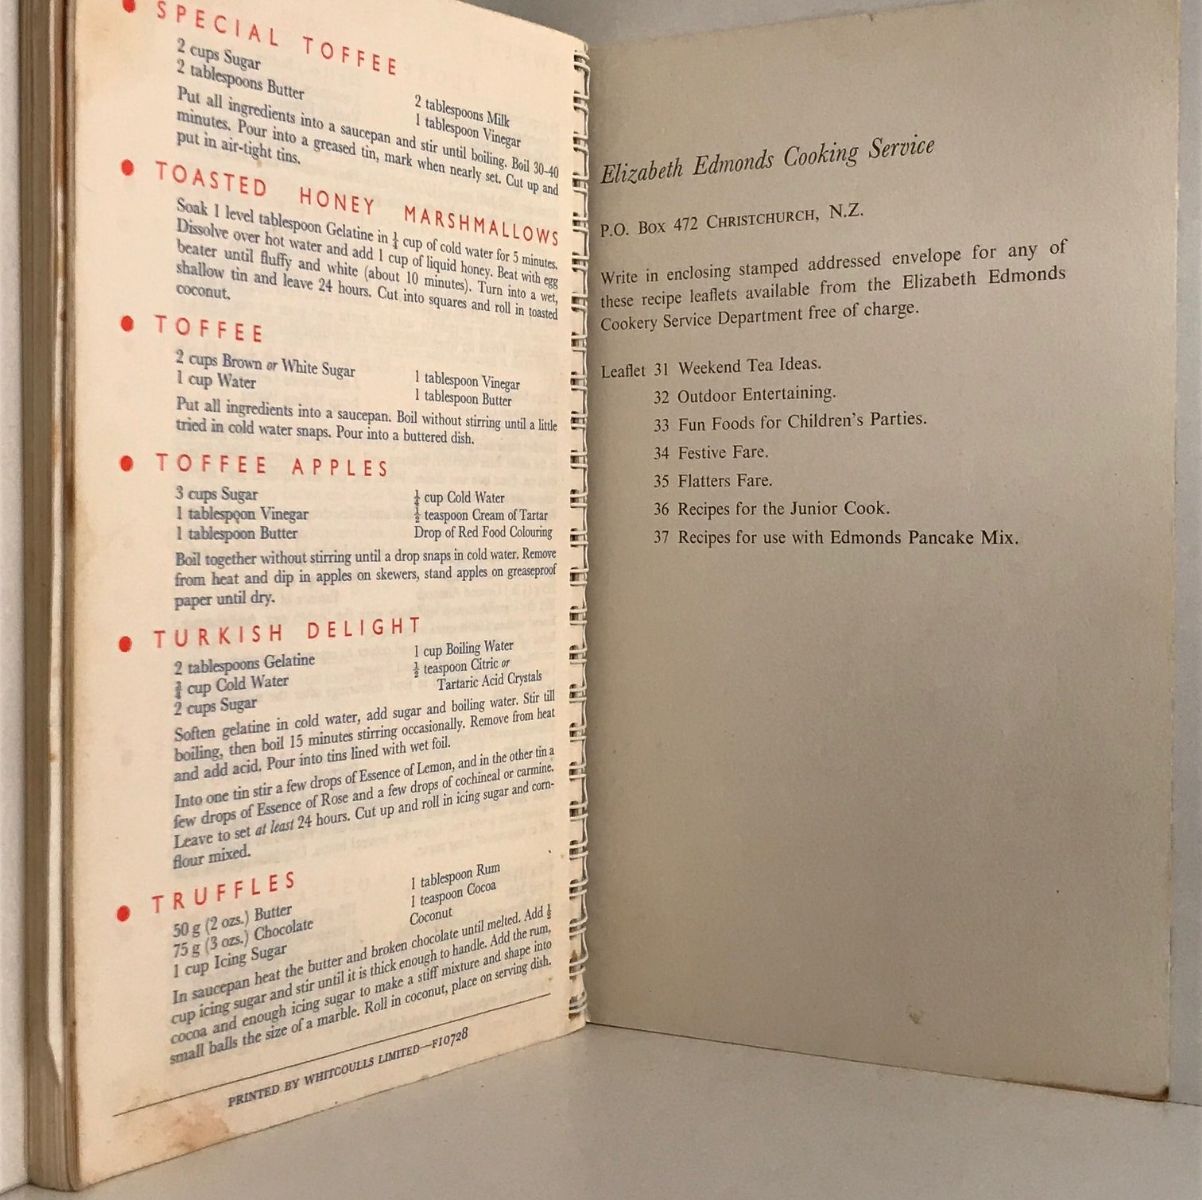 SPECIAL TOFFEE
2 cups Sugar
2 tablespoons Butter
2 tablespoons Milk
1 tablespoon Vinegar
Put all ingredients into a saucepan and stir until boiling. Boil 30-40
minutes. Pour into a greased tin, mark when nearly set. Cut up and
put in air-tight tins.
TOASTED HONEY MARSHMALLOWS
Soak 1 level tablespoon Gelatine in ¼ cup of cold water for 5 minutes.
Dissolve over hot water and add 1 cup of liquid honey. Beat with egg
beater until fluffy and white (about 10 minutes). Turn into a wet,
shallow tin and leave 24 hours. Cut into squares and roll in toasted
coconut.
TOFFEE
2 cups Brown or White Sugar
1 cup Water
1 tablespoon Vinegar
1 tablespoon Butter
Put all ingredients into a saucepan. Boil without stirring until a little
tried in cold water snaps. Pour into a buttered dish.
TOFFEE APPLES
3 cups Sugar
1 tablespoon Vinegar
1 tablespoon Butter
¼ cup Cold Water
½ teaspoon Cream of Tartar
Drop of Red Food Colouring
Boil together without stirring until a drop snaps in cold water. Remove
from heat and dip in apples on skewers, stand apples on greaseproof
paper until dry.
TURKISH DELIGHT
2 tablespoons Gelatine
¾ cup Cold Water
2 cups Sugar
1 cup Boiling Water
½ teaspoon Citric or
Tartaric Acid Crystals
Soften gelatine in cold water, add sugar and boiling water. Stir till
boiling, then boil 15 minutes stirring occasionally. Remove from heat
and add acid. Pour into tins lined with wet foil.
Into one tin stir a few drops of Essence of Lemon, and in the other tin a
few drops of Essence of Rose and a few drops of cochineal or carmine.
Leave to set at least 24 hours. Cut up and roll in icing sugar and corn-
flour mixed.
TRUFFLES
50 g (2 ozs.) Butter
75 g (3 ozs.) Chocolate
1 cup Icing Sugar
1 tablespoon Rum
1 teaspoon Cocoa
Coconut
In saucepan heat the butter and broken chocolate until melted. Add ½
cup icing sugar and stir until it is thick enough to handle. Add the rum,
cocoa and enough icing sugar to make a stiff mixture and shape into
small balls the size of a marble. Roll in coconut, place on serving dish.
PRINTED BY WHITCOULLS LIMITED—F10728
Elizabeth Edmonds Cooking Service
P.O. Box 472 CHRISTCHURCH, N.Z.
Write in enclosing stamped addressed envelope for any of
these recipe leaflets available from the Elizabeth Edmonds
Cookery Service Department free of charge.
Leaflet 31 Weekend Tea Ideas.
32 Outdoor Entertaining.
33 Fun Foods for Children's Parties.
34 Festive Fare.
35 Flatters Fare.
36 Recipes for the Junior Cook.
37 Recipes for use with Edmonds Pancake Mix.